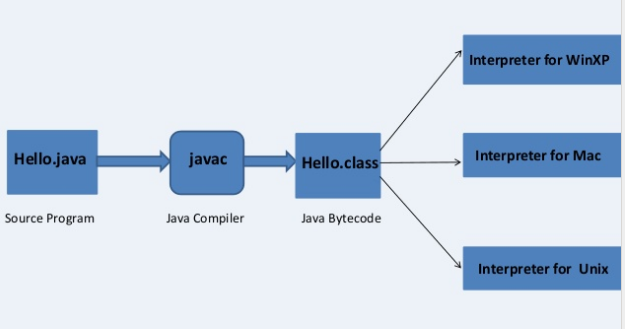 Interpreter for WinXP
Hello.java
javac
Hello.class
Interpreter for Mac
Source Program
Java Compiler
Java Bytecode
Interpreter for Unix